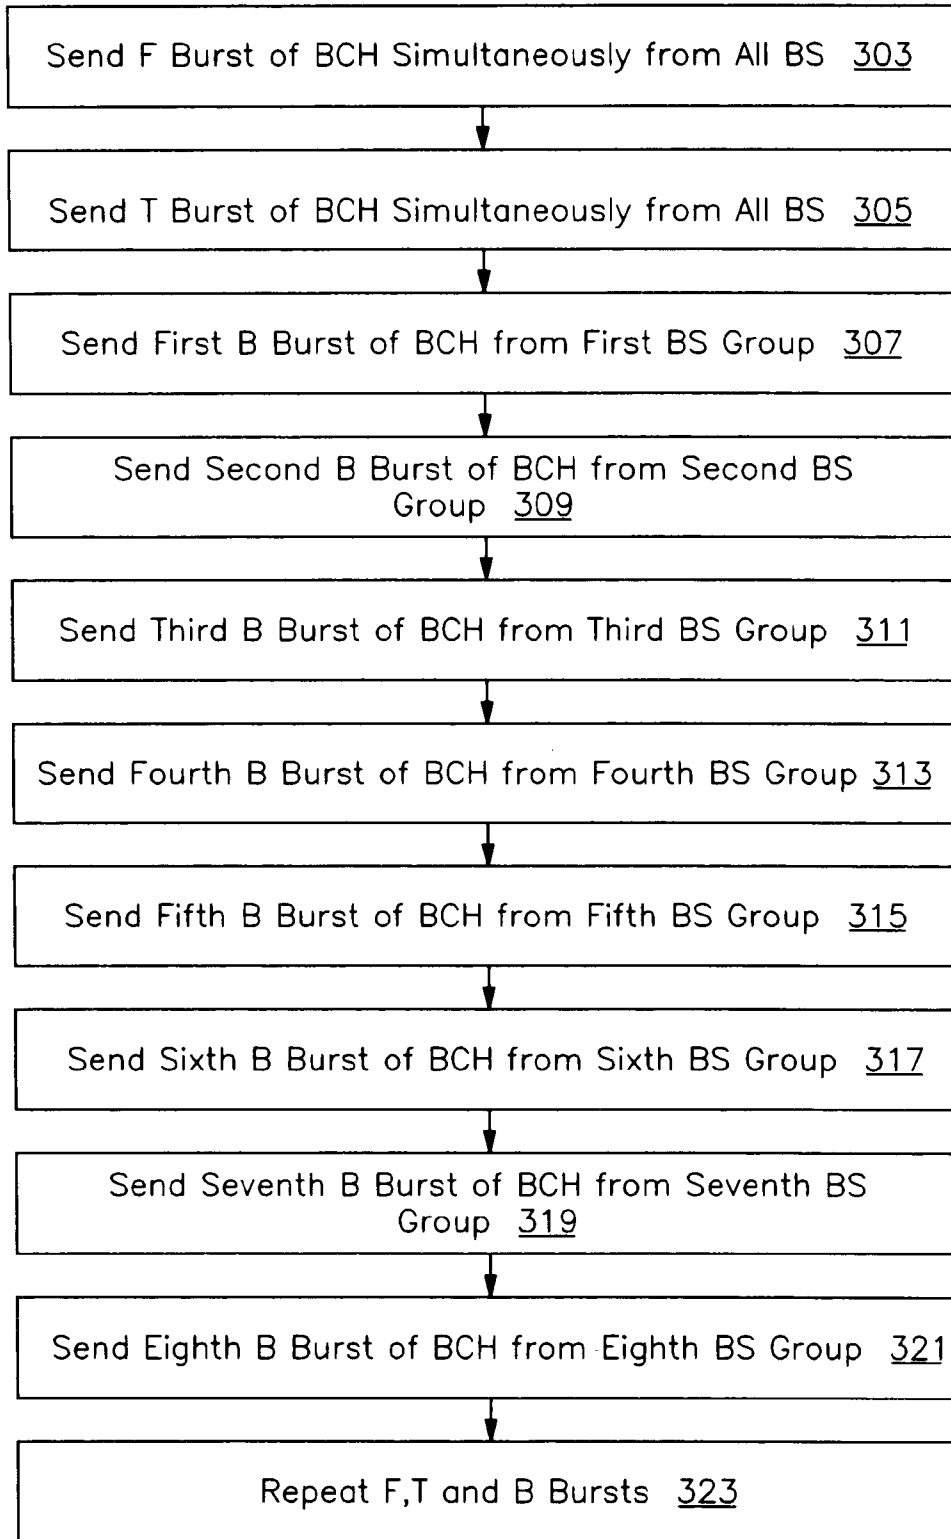 Send F Burst of BCH Simultaneously from All BS 303
Send T Burst of BCH Simultaneously from All BS 305
Send First B Burst of BCH from First BS Group 307
Send Second B Burst of BCH from Second BS
Group 309
Send Third B Burst of BCH from Third BS Group 311
Send Fourth B Burst of BCH from Fourth BS Group 313
Send Fifth B Burst of BCH from Fifth BS Group 315
Send Sixth B Burst of BCH from Sixth BS Group 317
Send Seventh B Burst of BCH from Seventh BS
Group 319
Send Eighth B Burst of BCH from Eighth BS Group 321
Repeat F,T and B Bursts 323